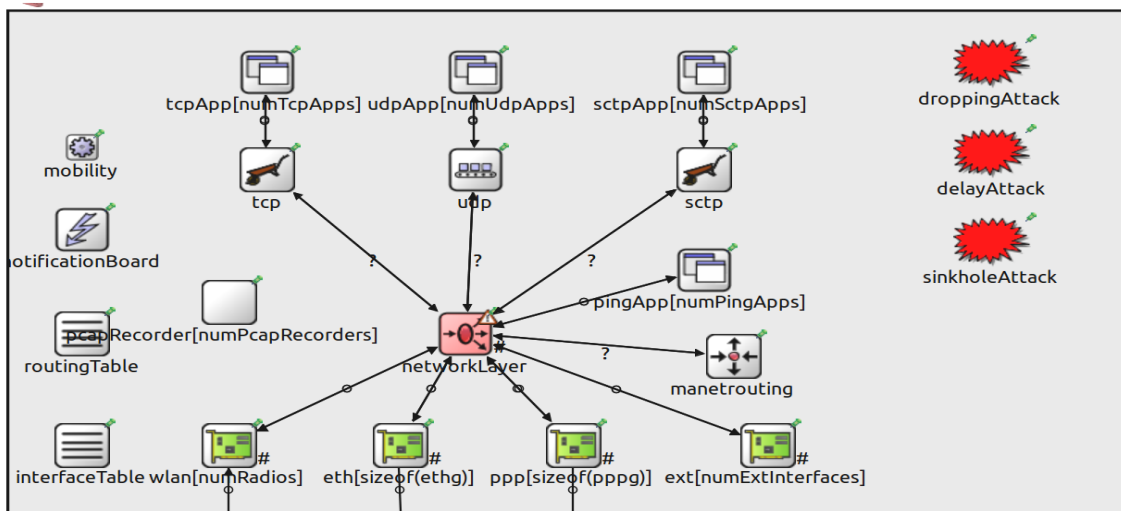 tcpApp[numTcpApps] udpApp[numUdpApps] sctpApp[numSctpApps]
droppingAttack
mobility
tcp
udp
sctp
delayAttack
notificationBoard
?
?
?
sinkholeAttack
pingApp[numPingApps]
pcapRecorder[numPcapRecorders]
routingTable
#
networkLayer
?
manetrouting
# # # #
interfaceTable wlan[numRadios] eth[sizeof(ethg)] ppp[sizeof(pppg)] ext[numExtInterfaces]